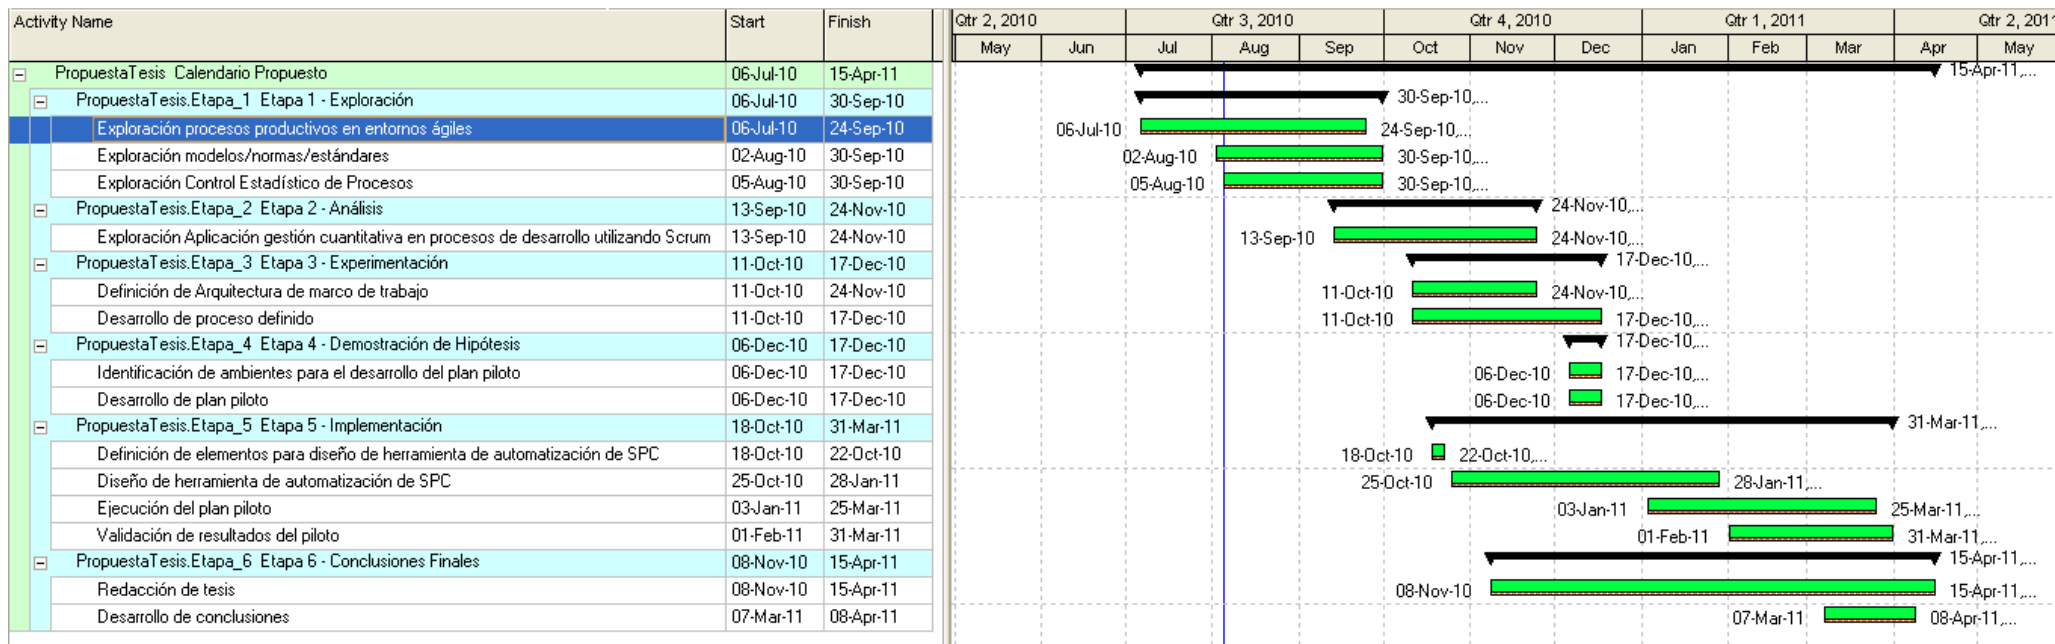 Activity Name Start Finish Qtr 2, 2010 Qtr 3, 2010 Qtr 4, 2010 Qtr 1, 2011 Qtr 2, 2011
May Jun Jul Aug Sep Oct Nov Dec Jan Feb Mar Apr May
PropuestaTesis Calendario Propuesto 06-Jul-10 15-Apr-11 15-Apr-11,...
PropuestaTesis.Etapa_1 Etapa 1 - Exploración 06-Jul-10 30-Sep-10 30-Sep-10,...
Exploración procesos productivos en entornos ágiles 06-Jul-10 24-Sep-10 06-Jul-10 24-Sep-10,...
Exploración modelos/normas/estándares 02-Aug-10 30-Sep-10 02-Aug-10 30-Sep-10,...
Exploración Control Estadístico de Procesos 05-Aug-10 30-Sep-10 05-Aug-10 30-Sep-10,...
PropuestaTesis.Etapa_2 Etapa 2 - Análisis 13-Sep-10 24-Nov-10 24-Nov-10,...
Exploración Aplicación gestión cuantitativa en procesos de desarrollo utilizando Scrum 13-Sep-10 24-Nov-10 13-Sep-10 24-Nov-10,...
PropuestaTesis.Etapa_3 Etapa 3 - Experimentación 11-Oct-10 17-Dec-10 17-Dec-10,...
Definición de Arquitectura de marco de trabajo 11-Oct-10 24-Nov-10 11-Oct-10 24-Nov-10,...
Desarrollo de proceso definido 11-Oct-10 17-Dec-10 11-Oct-10 17-Dec-10,...
PropuestaTesis.Etapa_4 Etapa 4 - Demostración de Hipótesis 06-Dec-10 17-Dec-10 17-Dec-10,...
Identificación de ambientes para el desarrollo del plan piloto 06-Dec-10 17-Dec-10 06-Dec-10 17-Dec-10,...
Desarrollo de plan piloto 06-Dec-10 17-Dec-10 06-Dec-10 17-Dec-10,...
PropuestaTesis.Etapa_5 Etapa 5 - Implementación 18-Oct-10 31-Mar-11 31-Mar-11,...
Definición de elementos para diseño de herramienta de automatización de SPC 18-Oct-10 22-Oct-10 18-Oct-10 22-Oct-10,...
Diseño de herramienta de automatización de SPC 25-Oct-10 28-Jan-11 25-Oct-10 28-Jan-11,...
Ejecución del plan piloto 03-Jan-11 25-Mar-11 03-Jan-11 25-Mar-11,...
Validación de resultados del piloto 01-Feb-11 31-Mar-11 01-Feb-11 31-Mar-11,...
PropuestaTesis.Etapa_6 Etapa 6 - Conclusiones Finales 08-Nov-10 15-Apr-11 15-Apr-11,...
Redacción de tesis 08-Nov-10 15-Apr-11 08-Nov-10 15-Apr-11,...
Desarrollo de conclusiones 07-Mar-11 08-Apr-11 07-Mar-11 08-Apr-11,...